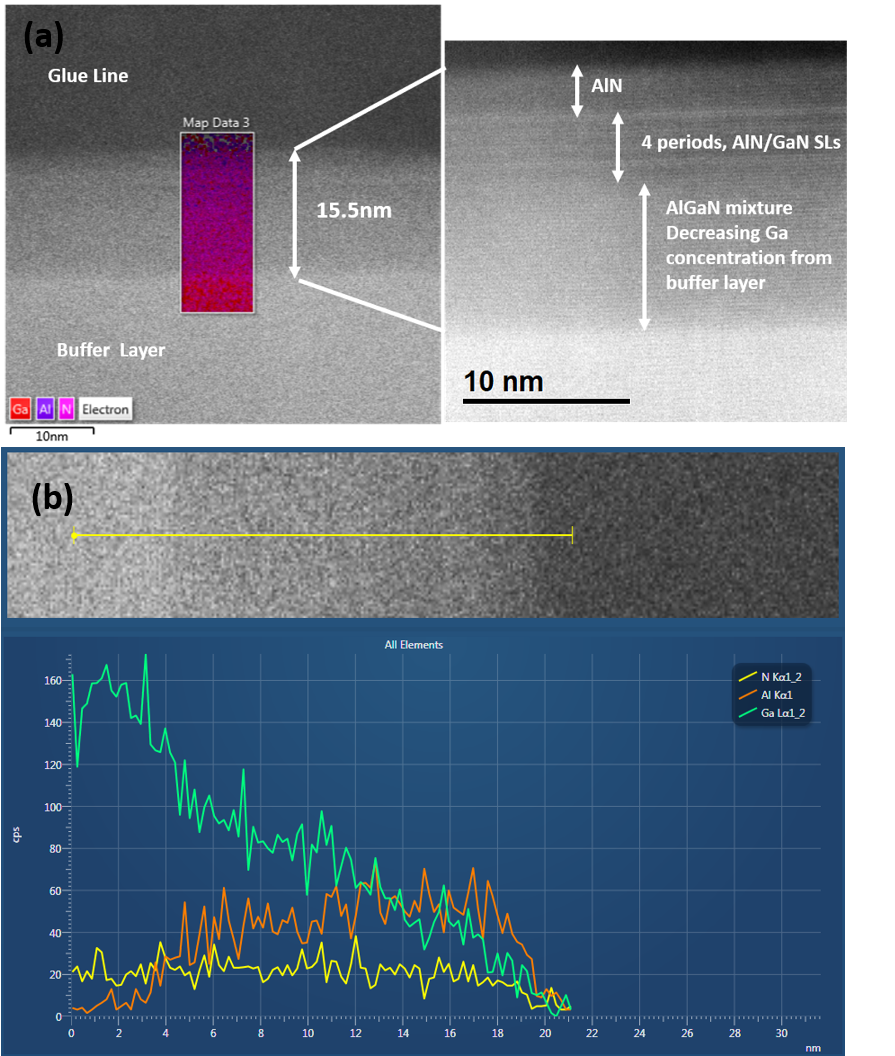 (a)
Glue Line
Map Data 3
15.5nm
Buffer Layer
Ga Al N Electron
10nm
AlN
4 periods, AlN/GaN SLs
AlGaN mixture
Decreasing Ga
concentration from
buffer layer
10 nm
(b)
All Elements
N Kα1_2
Al Kα1
Ga Lα1_2
cps
160
140
120
100
80
60
40
20
0
0 2 4 6 8 10 12 14 16 18 20 22 24 26 28 30
nm